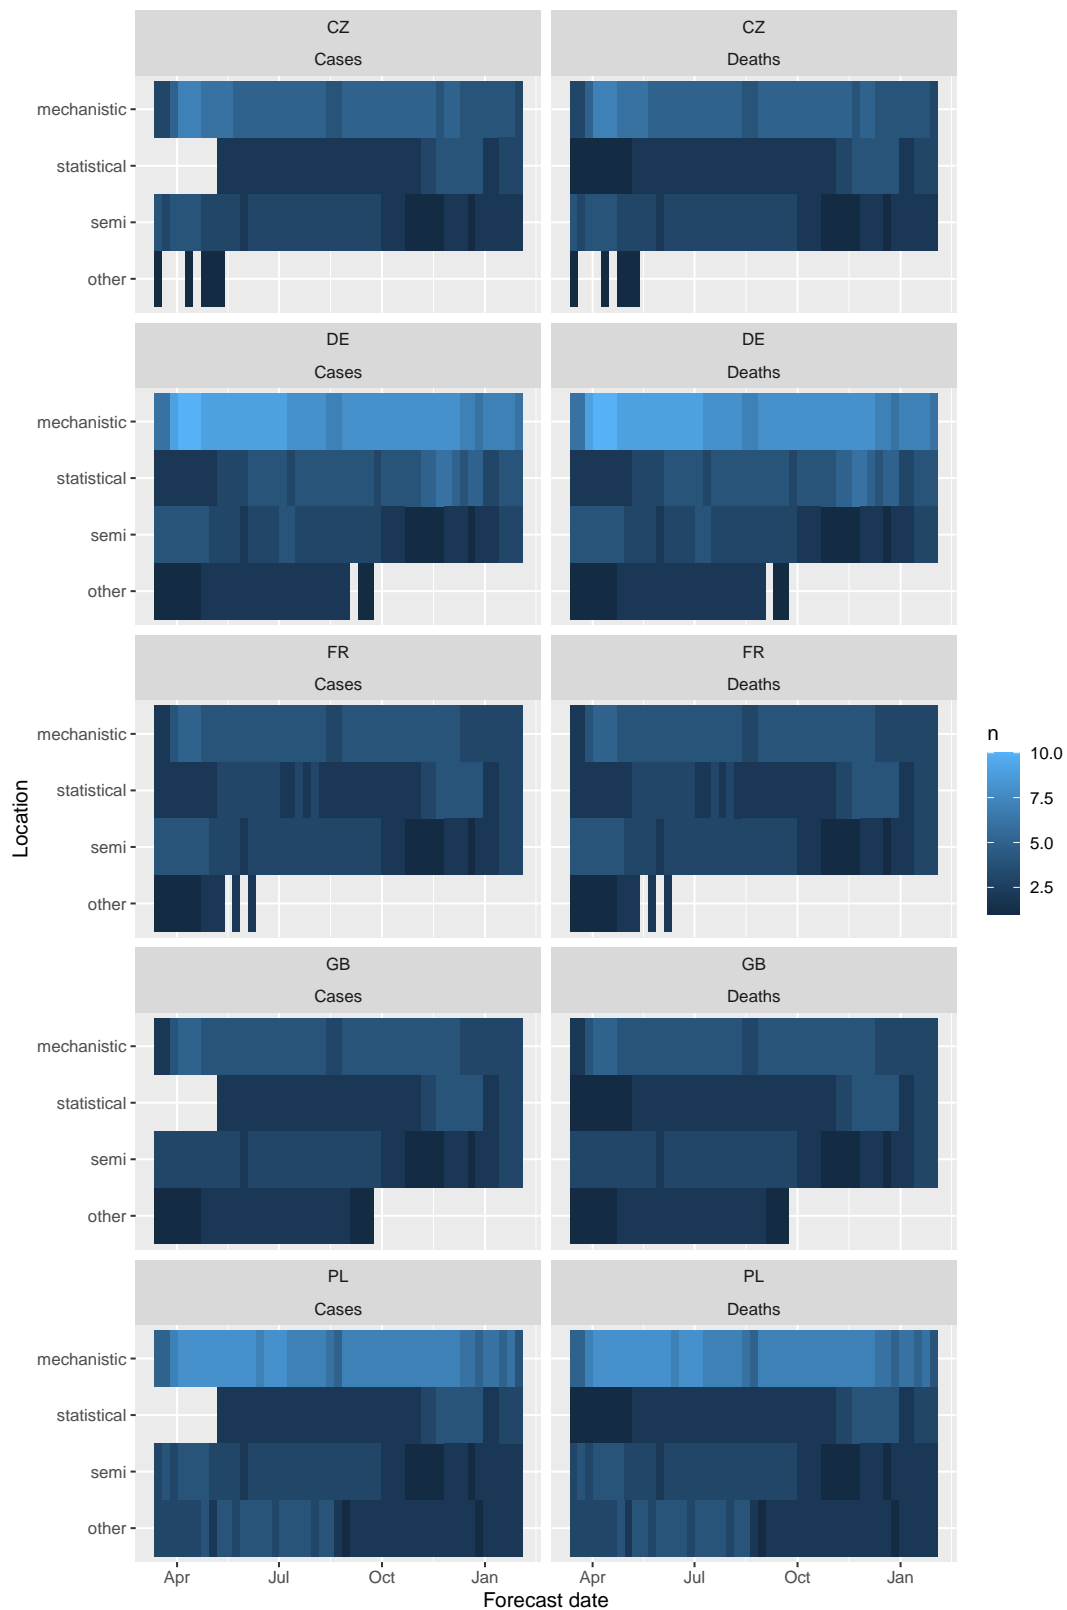 CZ
Cases
CZ
Deaths
mechanistic
statistical
semi
other
DE
Cases
DE
Deaths
mechanistic
statistical
semi
other
FR
Cases
FR
Deaths
mechanistic
statistical
semi
other
GB
Cases
GB
Deaths
mechanistic
statistical
semi
other
PL
Cases
PL
Deaths
mechanistic
statistical
semi
other
Apr
Jul
Oct
Jan
Apr
Jul
Oct
Jan
Forecast date
Location
n
10.0
7.5
5.0
2.5